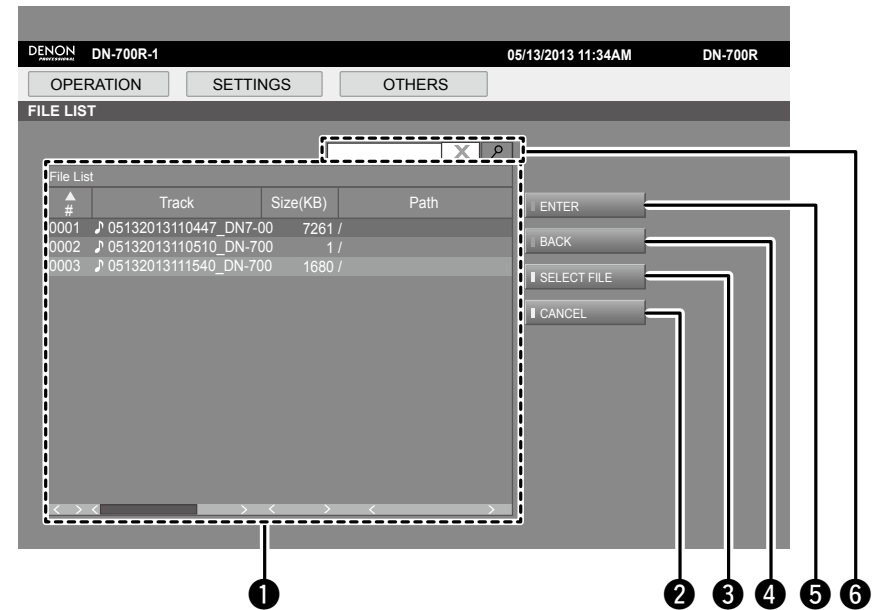 DENON PROFESSIONAL DN-700R-1 05/13/2013 11:34AM DN-700R
OPERATION SETTINGS OTHERS
FILE LIST
X
File List
# Track Size(KB) Path
0001 ♪ 05132013110447_DN7-00 7261 /
0002 ♪ 05132013110510_DN-700 1 /
0003 ♪ 05132013111540_DN-700 1680 /
ENTER
BACK
SELECT FILE
CANCEL
< > < > < > < >
1 2 3 4 5 6